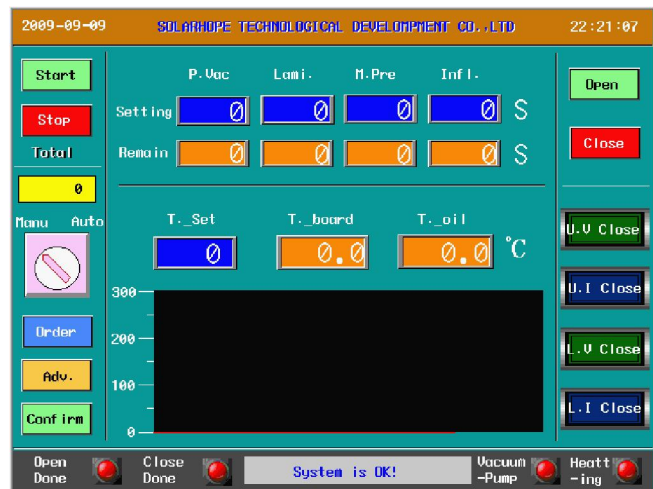 2009-09-09 SOLARHOPE TECHNOLOGICAL DEVELOMPMENT CO.,LTD 22:21:07
Start
Stop
Total
0
Manu Auto
Order
Adv.
Confirm
P.Vac Lami. M.Pre Infl.
Setting 0 0 0 0 S
Remain 0 0 0 0 S
T._Set T._board T._oil
0 0.0 0.0 °C
300
200
100
0
Open
Close
U.V Close
U.I Close
L.V Close
L.I Close
Open Done
Close Done
System is OK!
Vacuum
-Pump
Heatt
-ing